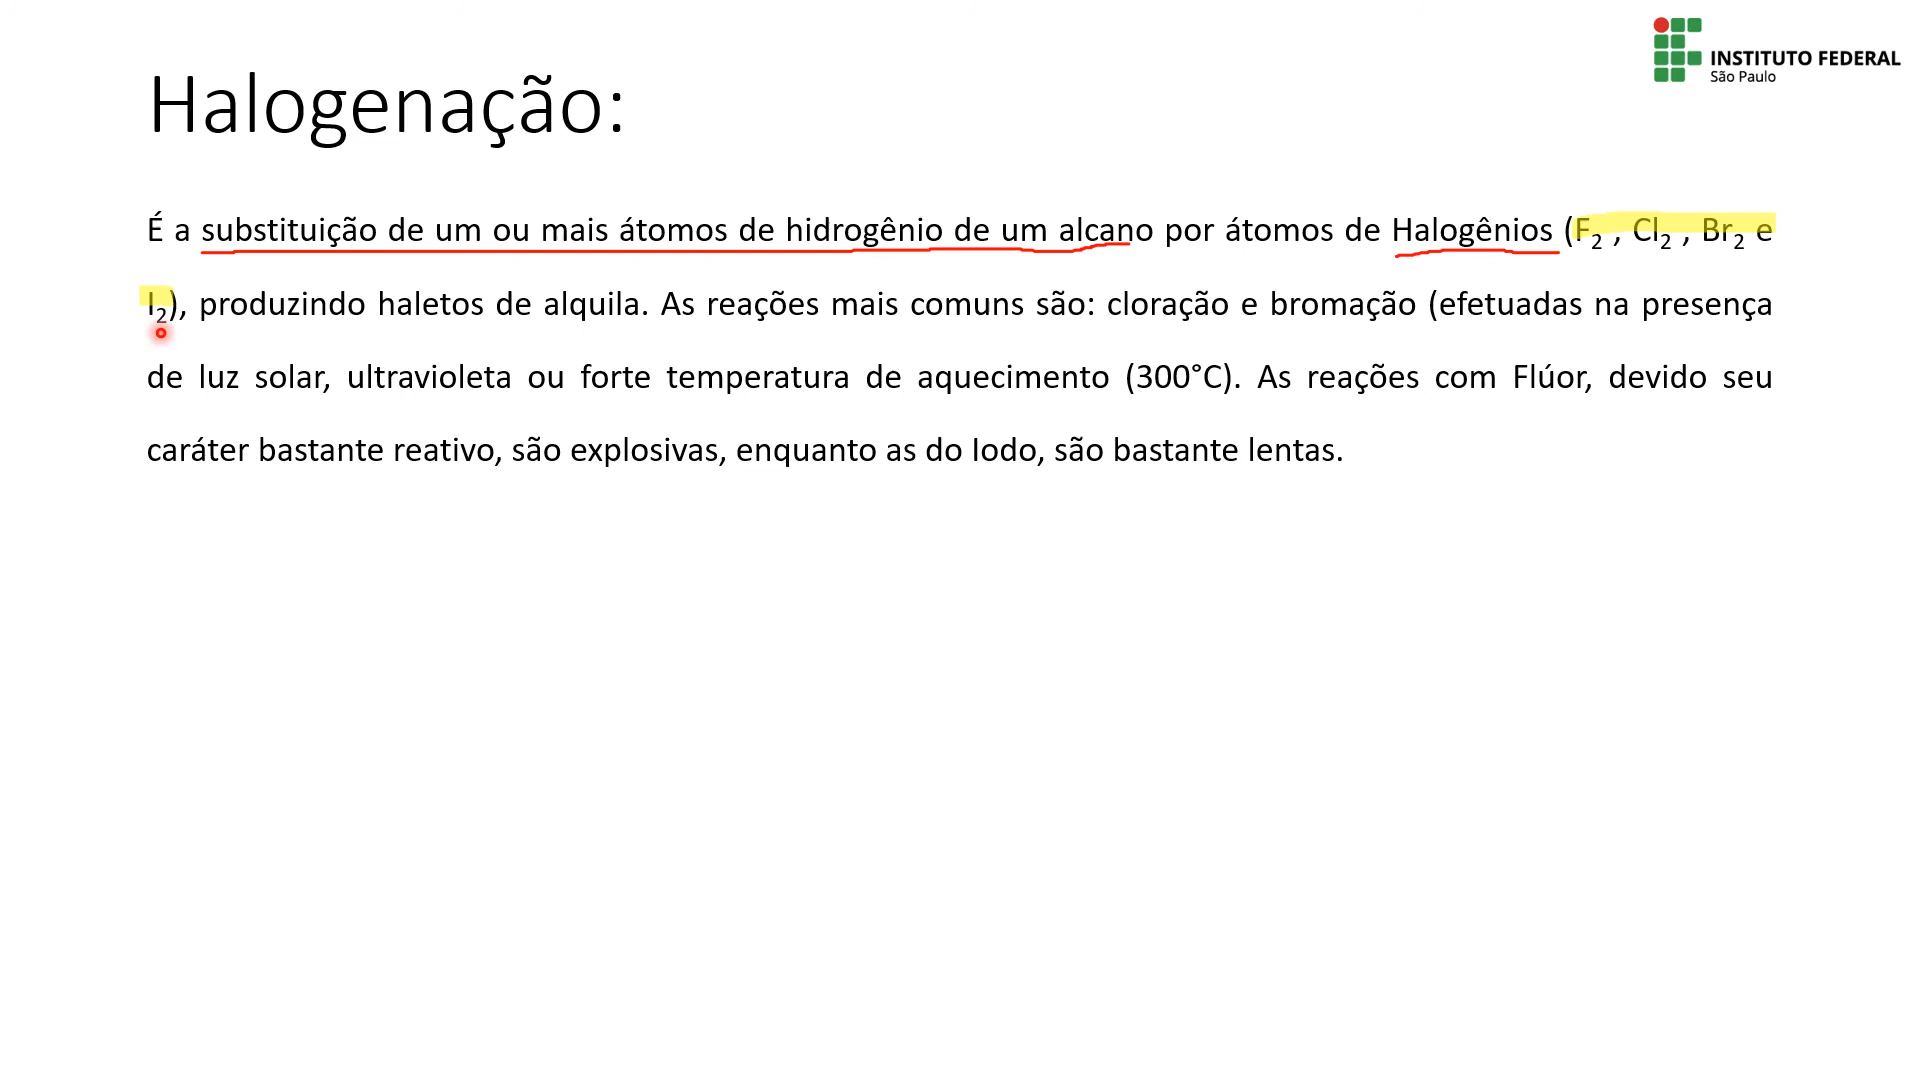 INSTITUTO FEDERAL
São Paulo
Halogenação:
É a substituição de um ou mais átomos de hidrogênio de um alcano por átomos de Halogênios (F₂ , Cl₂ , Br₂ e
I₂), produzindo haletos de alquila. As reações mais comuns são: cloração e bromação (efetuadas na presença
de luz solar, ultravioleta ou forte temperatura de aquecimento (300°C). As reações com Flúor, devido seu
caráter bastante reativo, são explosivas, enquanto as do Iodo, são bastante lentas.